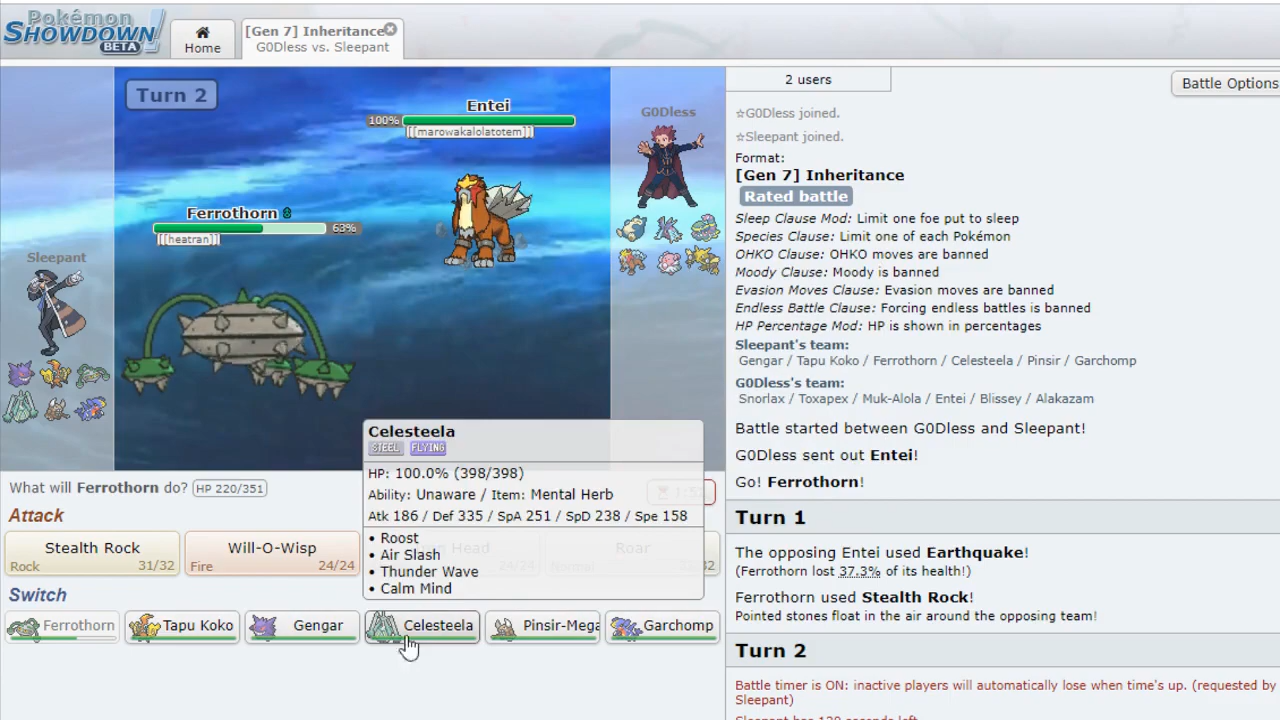 Pokémon
SHOWDOWN!
BETA
Home
[Gen 7] Inheritance
G0Dless vs. Sleepant
Turn 2
Entei
100%
[[marowakalolatotem]]
Ferrothorn
63%
[[heatran]]
Sleepant
G0Dless
Celesteela
STEEL FLYING
HP: 100.0% (398/398)
Ability: Unaware / Item: Mental Herb
Atk 186 / Def 335 / SpA 251 / SpD 238 / Spe 158
• Roost
• Air Slash
• Thunder Wave
• Calm Mind
What will Ferrothorn do? HP 220/351
Attack
Stealth Rock
Rock 31/32
Will-O-Wisp
Fire 24/24
Head
Roar
Switch
Ferrothorn
Tapu Koko
Gengar
Celesteela
Pinsir-Mega
Garchomp
2 users
Battle Options
☆G0Dless joined.
☆Sleepant joined.
Format:
[Gen 7] Inheritance
Rated battle
Sleep Clause Mod: Limit one foe put to sleep
Species Clause: Limit one of each Pokémon
OHKO Clause: OHKO moves are banned
Moody Clause: Moody is banned
Evasion Moves Clause: Evasion moves are banned
Endless Battle Clause: Forcing endless battles is banned
HP Percentage Mod: HP is shown in percentages
Sleepant's team:
Gengar / Tapu Koko / Ferrothorn / Celesteela / Pinsir / Garchomp
G0Dless's team:
Snorlax / Toxapex / Muk-Alola / Entei / Blissey / Alakazam
Battle started between G0Dless and Sleepant!
G0Dless sent out Entei!
Go! Ferrothorn!
Turn 1
The opposing Entei used Earthquake!
(Ferrothorn lost 37.3% of its health!)
Ferrothorn used Stealth Rock!
Pointed stones float in the air around the opposing team!
Turn 2
Battle timer is ON: inactive players will automatically lose when time's up. (requested by
Sleepant)
Sleepant has 120 seconds left